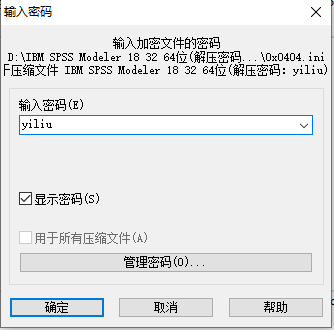 输入密码
输入加密文件的密码
D:\IBM SPSS Modeler 18 32 64位(解压密码...\0x0404.ini
下压缩文件 IBM SPSS Modeler 18 32 64位(解压密码: yiliu)
输入密码(E)
yiliu
显示密码(S)
用于所有压缩文件(A)
管理密码(O)...
确定
取消
帮助